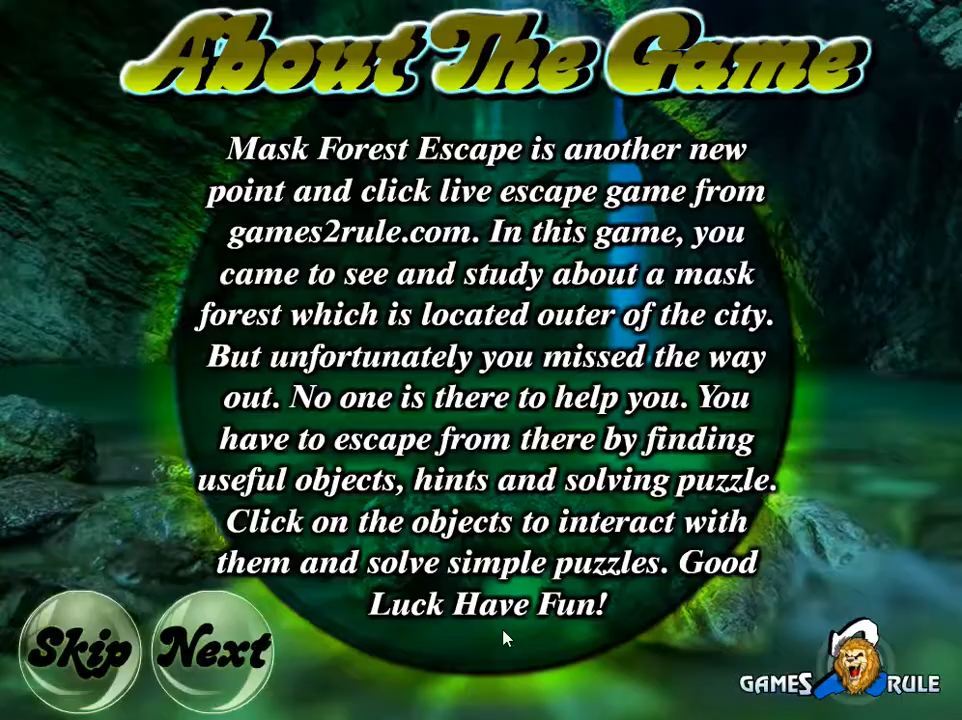 About The Game
Mask Forest Escape is another new
point and click live escape game from
games2rule.com. In this game, you
came to see and study about a mask
forest which is located outer of the city.
But unfortunately you missed the way
out. No one is there to help you. You
have to escape from there by finding
useful objects, hints and solving puzzle.
Click on the objects to interact with
them and solve simple puzzles. Good
Luck Have Fun!
Skip Next
GAMES 2 RULE